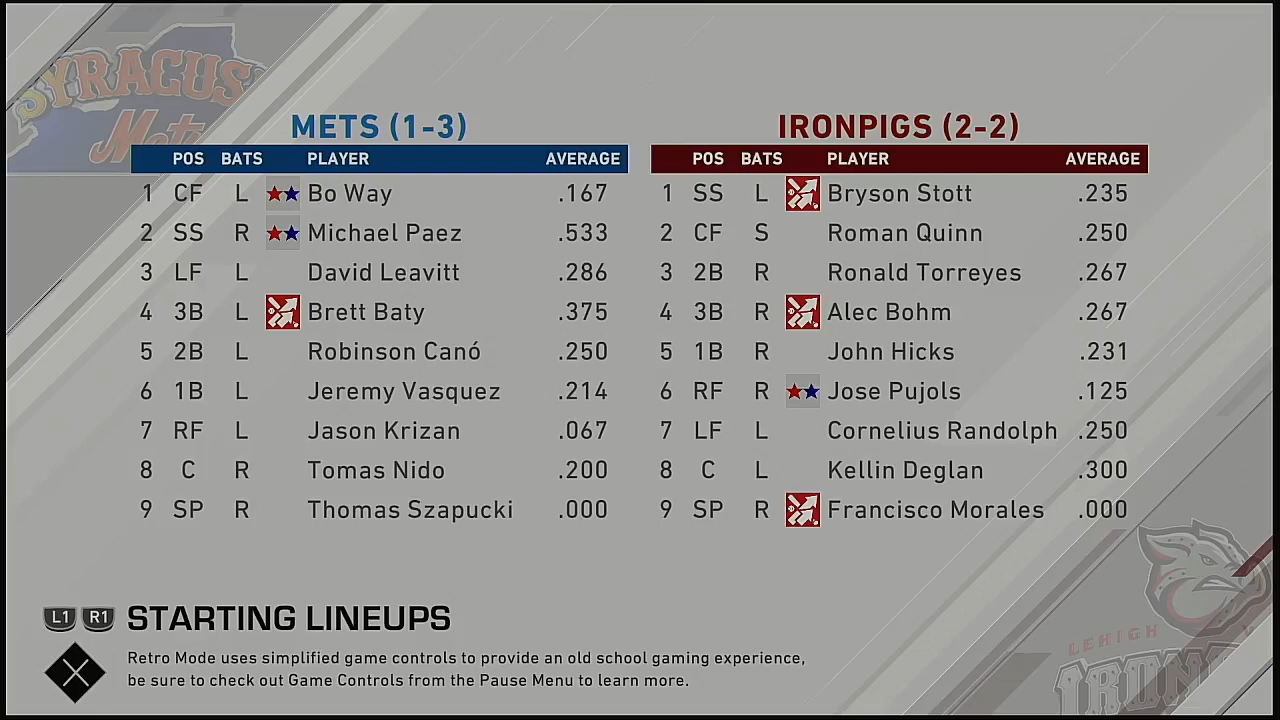 SYRACUSE
Mets
METS (1-3)
POS BATS PLAYER AVERAGE
1 CF L Bo Way .167
2 SS R Michael Paez .533
3 LF L David Leavitt .286
4 3B L Brett Baty .375
5 2B L Robinson Canó .250
6 1B L Jeremy Vasquez .214
7 RF L Jason Krizan .067
8 C R Tomas Nido .200
9 SP R Thomas Szapucki .000
IRONPIGS (2-2)
POS BATS PLAYER AVERAGE
1 SS L Bryson Stott .235
2 CF S Roman Quinn .250
3 2B R Ronald Torreyes .267
4 3B R Alec Bohm .267
5 1B R John Hicks .231
6 RF R Jose Pujols .125
7 LF L Cornelius Randolph .250
8 C L Kellin Deglan .300
9 SP R Francisco Morales .000
L1 R1 STARTING LINEUPS
Retro Mode uses simplified game controls to provide an old school gaming experience,
be sure to check out Game Controls from the Pause Menu to learn more.
LEHIGH V
IRON